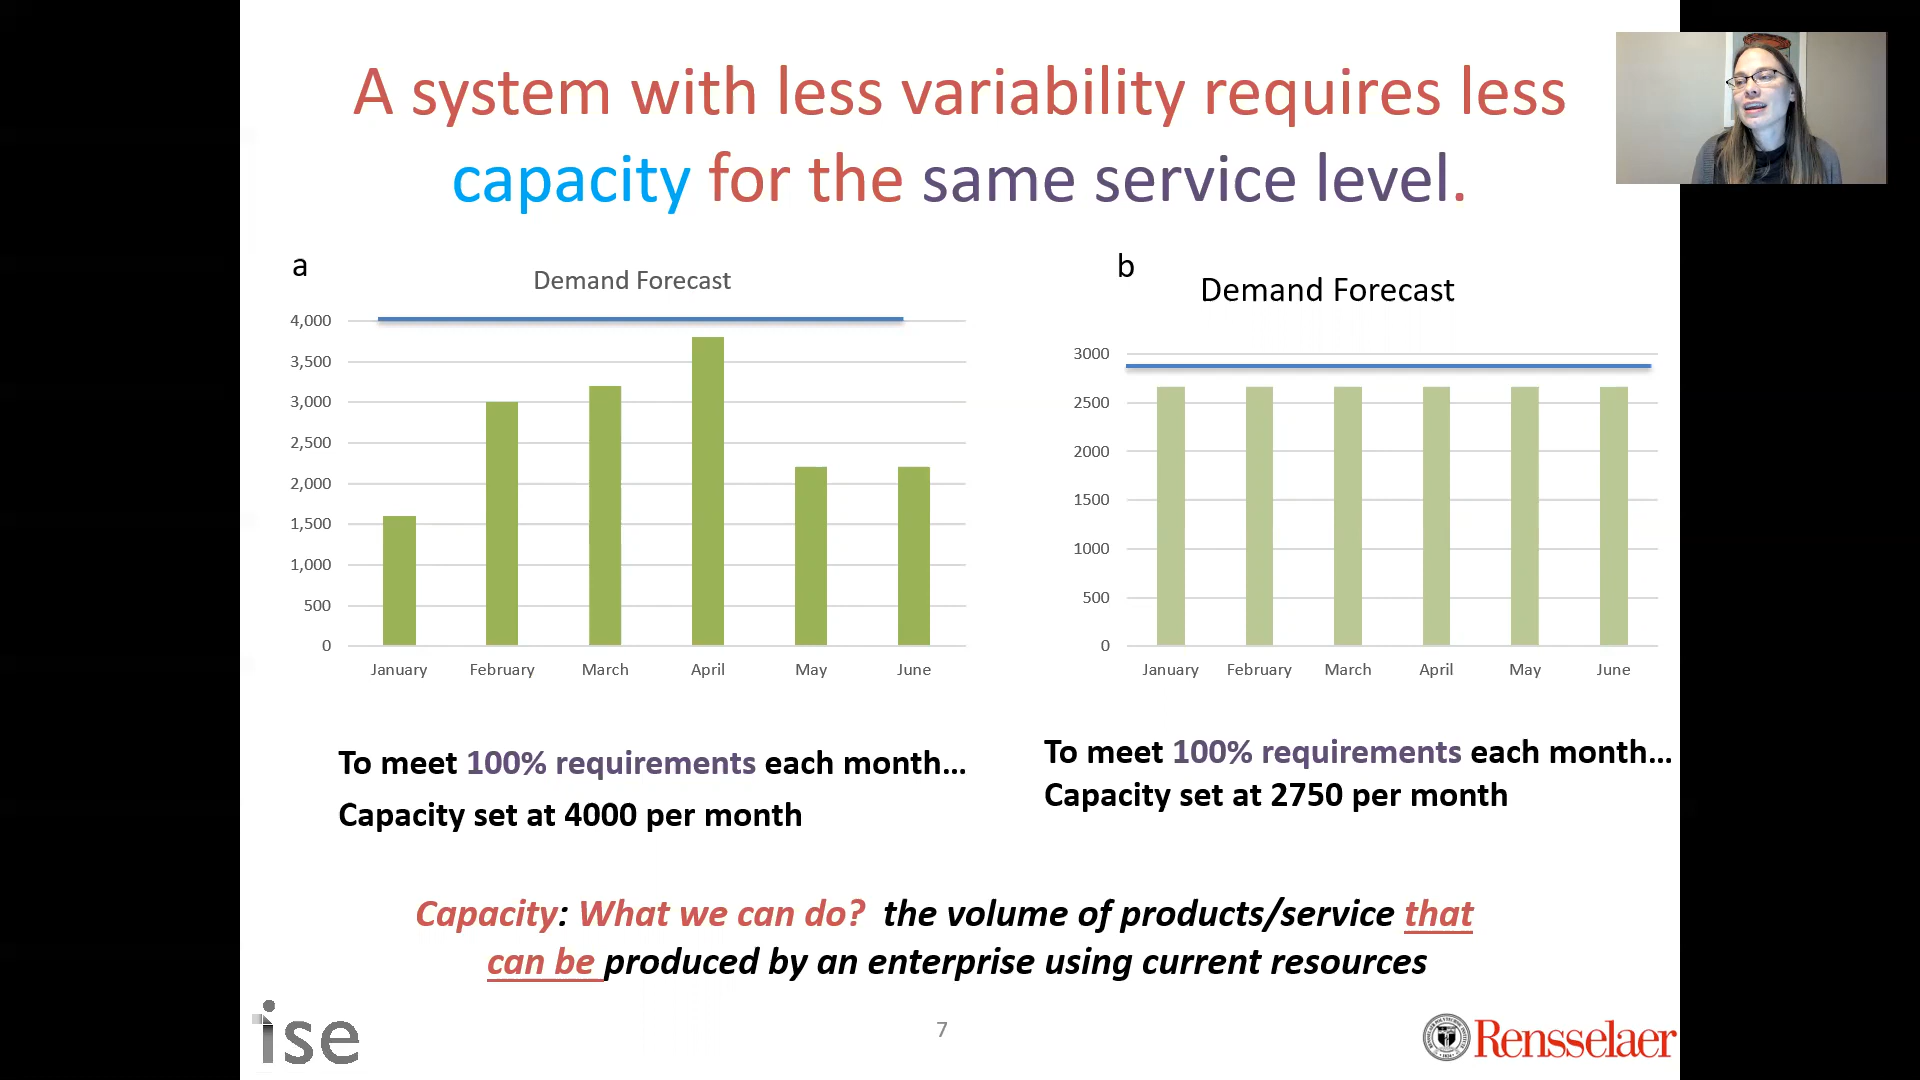 A system with less variability requires less
capacity for the same service level.
a
Demand Forecast
4,000
3,500
3,000
2,500
2,000
1,500
1,000
500
0
January February March April May June
b
Demand Forecast
3000
2500
2000
1500
1000
500
0
January February March April May June
To meet 100% requirements each month...
Capacity set at 4000 per month
To meet 100% requirements each month...
Capacity set at 2750 per month
Capacity: What we can do? the volume of products/service that
can be produced by an enterprise using current resources
ise
7
Rensselaer